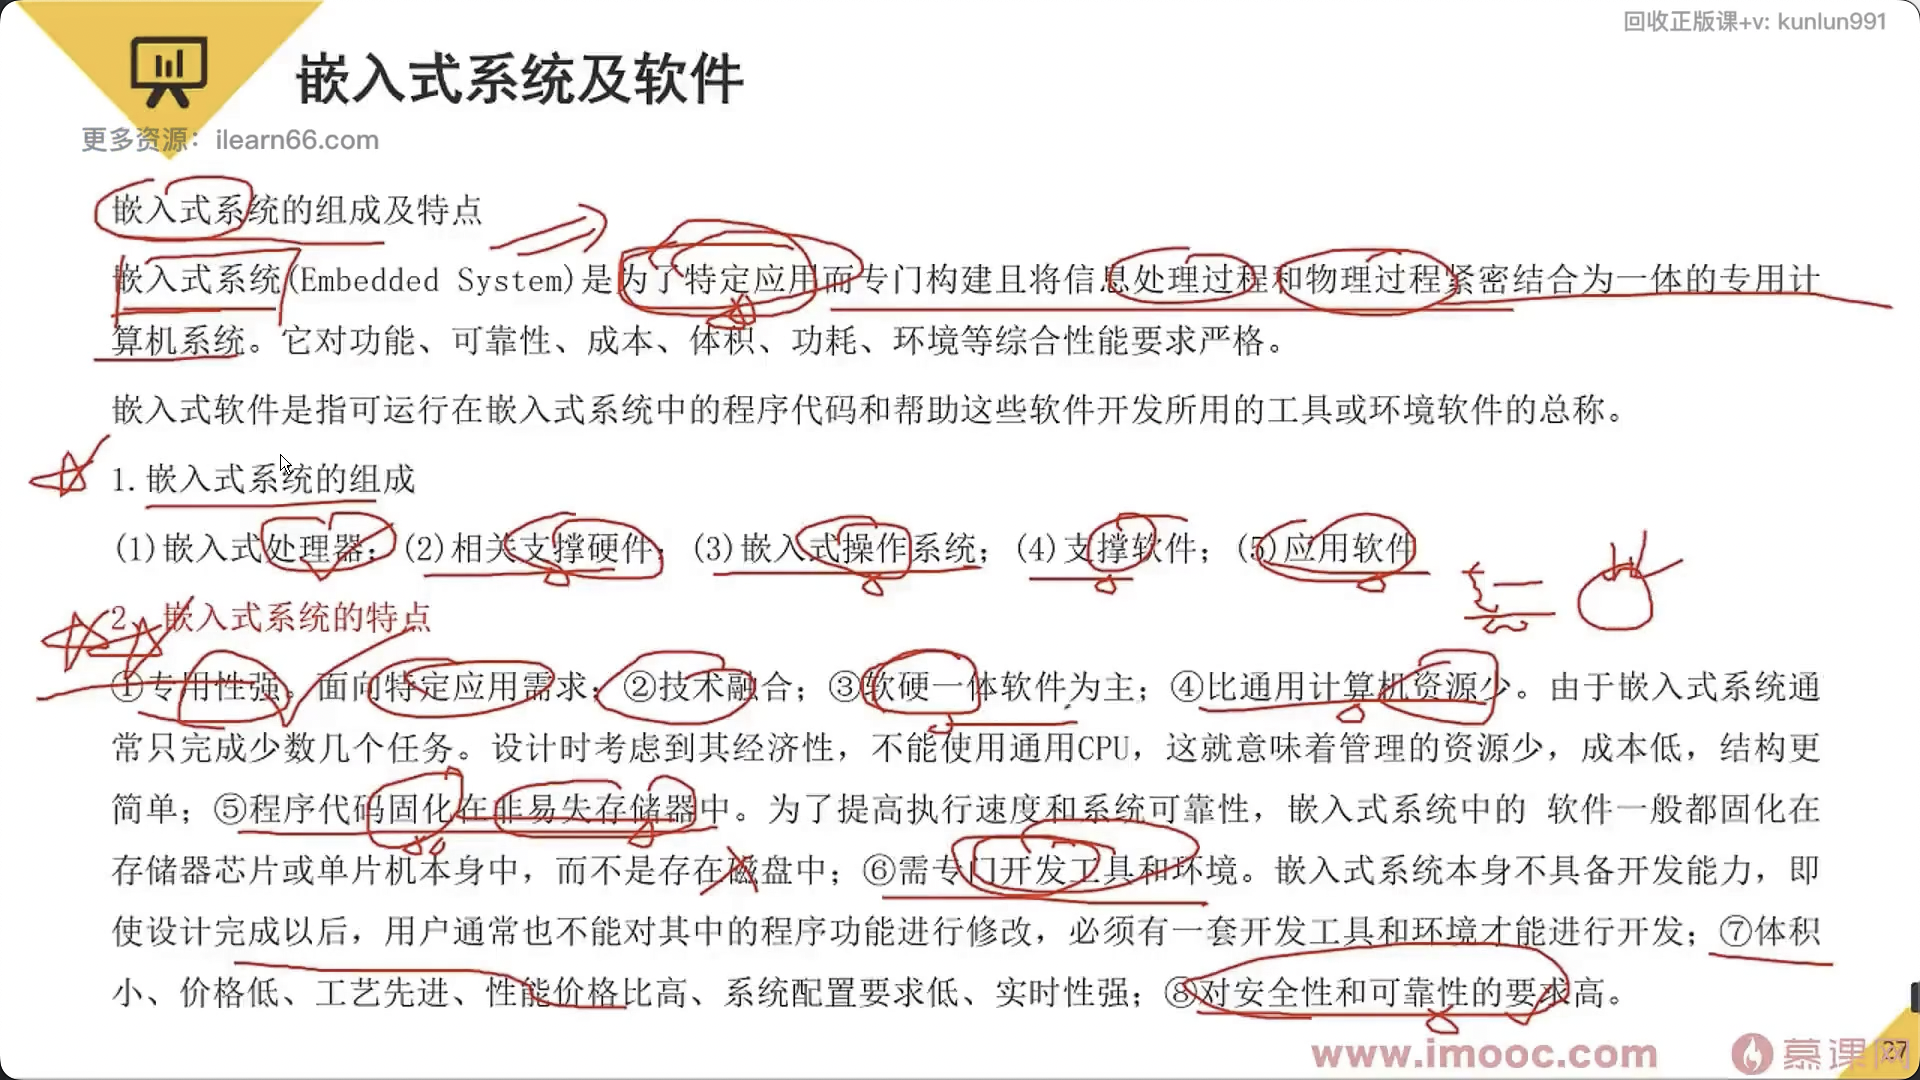 回收正版课+v: kunlun991
嵌入式系统及软件
更多资源：ilearn66.com
嵌入式系统的组成及特点
嵌入式系统(Embedded System)是为了特定应用而专门构建且将信息处理过程和物理过程紧密结合为一体的专用计
算机系统。它对功能、可靠性、成本、体积、功耗、环境等综合性能要求严格。
嵌入式软件是指可运行在嵌入式系统中的程序代码和帮助这些软件开发所用的工具或环境软件的总称。
1.嵌入式系统的组成
(1)嵌入式处理器；(2)相关支撑硬件；(3)嵌入式操作系统；(4)支撑软件；(5)应用软件
2. 嵌入式系统的特点
①专用性强。面向特定应用需求；②技术融合；③软硬一体软件为主；④比通用计算机资源少。由于嵌入式系统通
常只完成少数几个任务。设计时考虑到其经济性，不能使用通用CPU，这就意味着管理的资源少，成本低，结构更
简单；⑤程序代码固化在非易失存储器中。为了提高执行速度和系统可靠性，嵌入式系统中的 软件一般都固化在
存储器芯片或单片机本身中，而不是存在磁盘中；⑥需专门开发工具和环境。嵌入式系统本身不具备开发能力，即
使设计完成以后，用户通常也不能对其中的程序功能进行修改，必须有一套开发工具和环境才能进行开发；⑦体积
小、价格低、工艺先进、性能价格比高、系统配置要求低、实时性强；⑧对安全性和可靠性的要求高。
www.imooc.com 慕课网
27